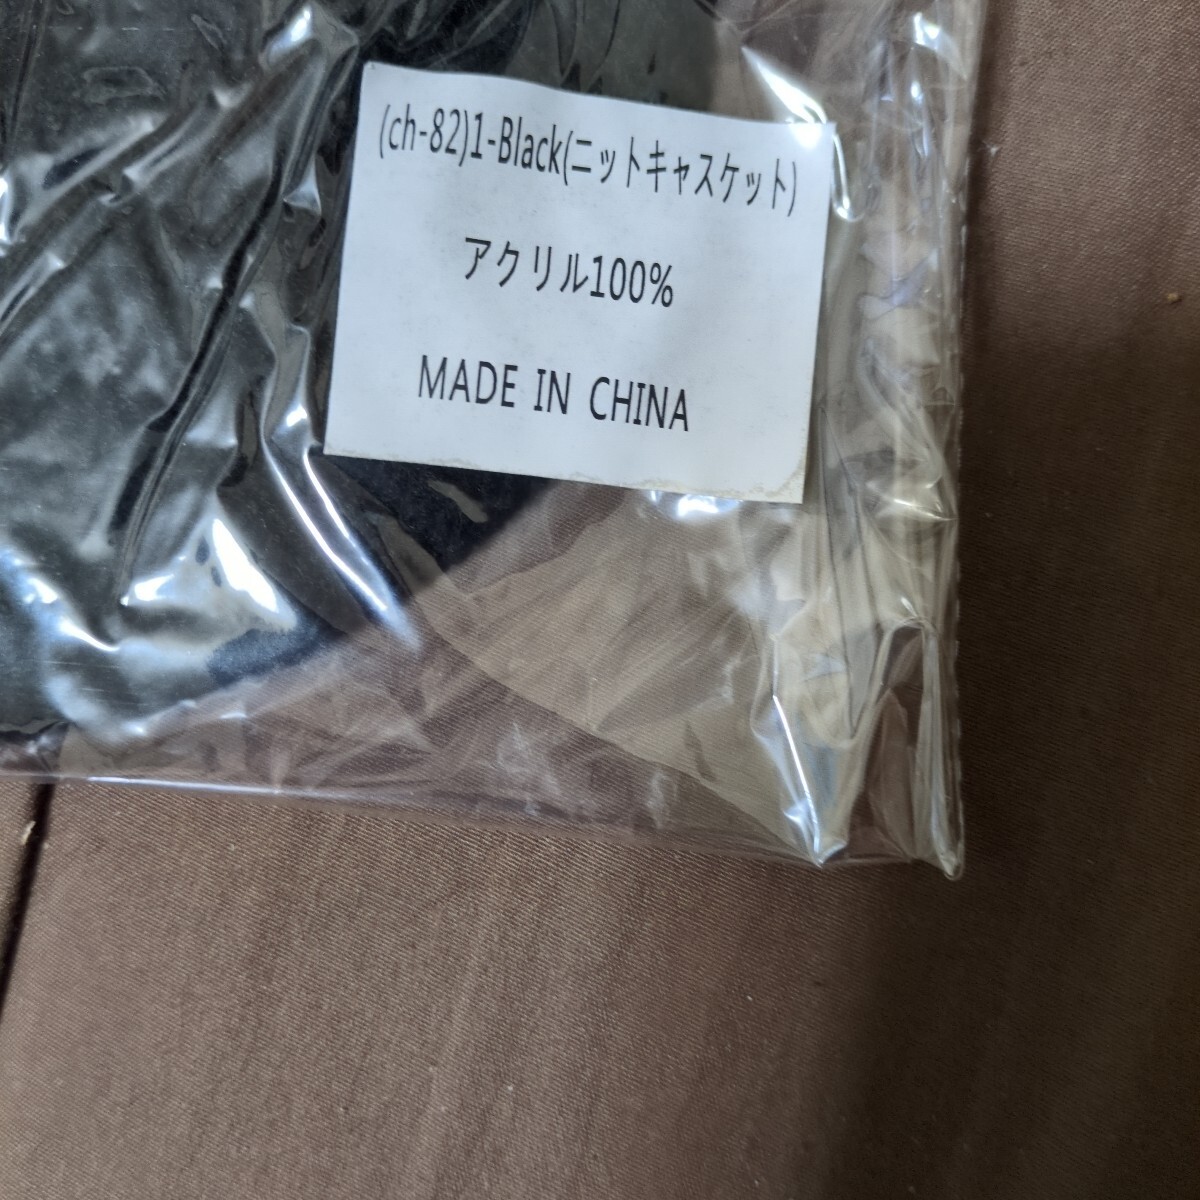 (ch-82)1-Black(ニットキャスケット)
アクリル100%
MADE IN CHINA